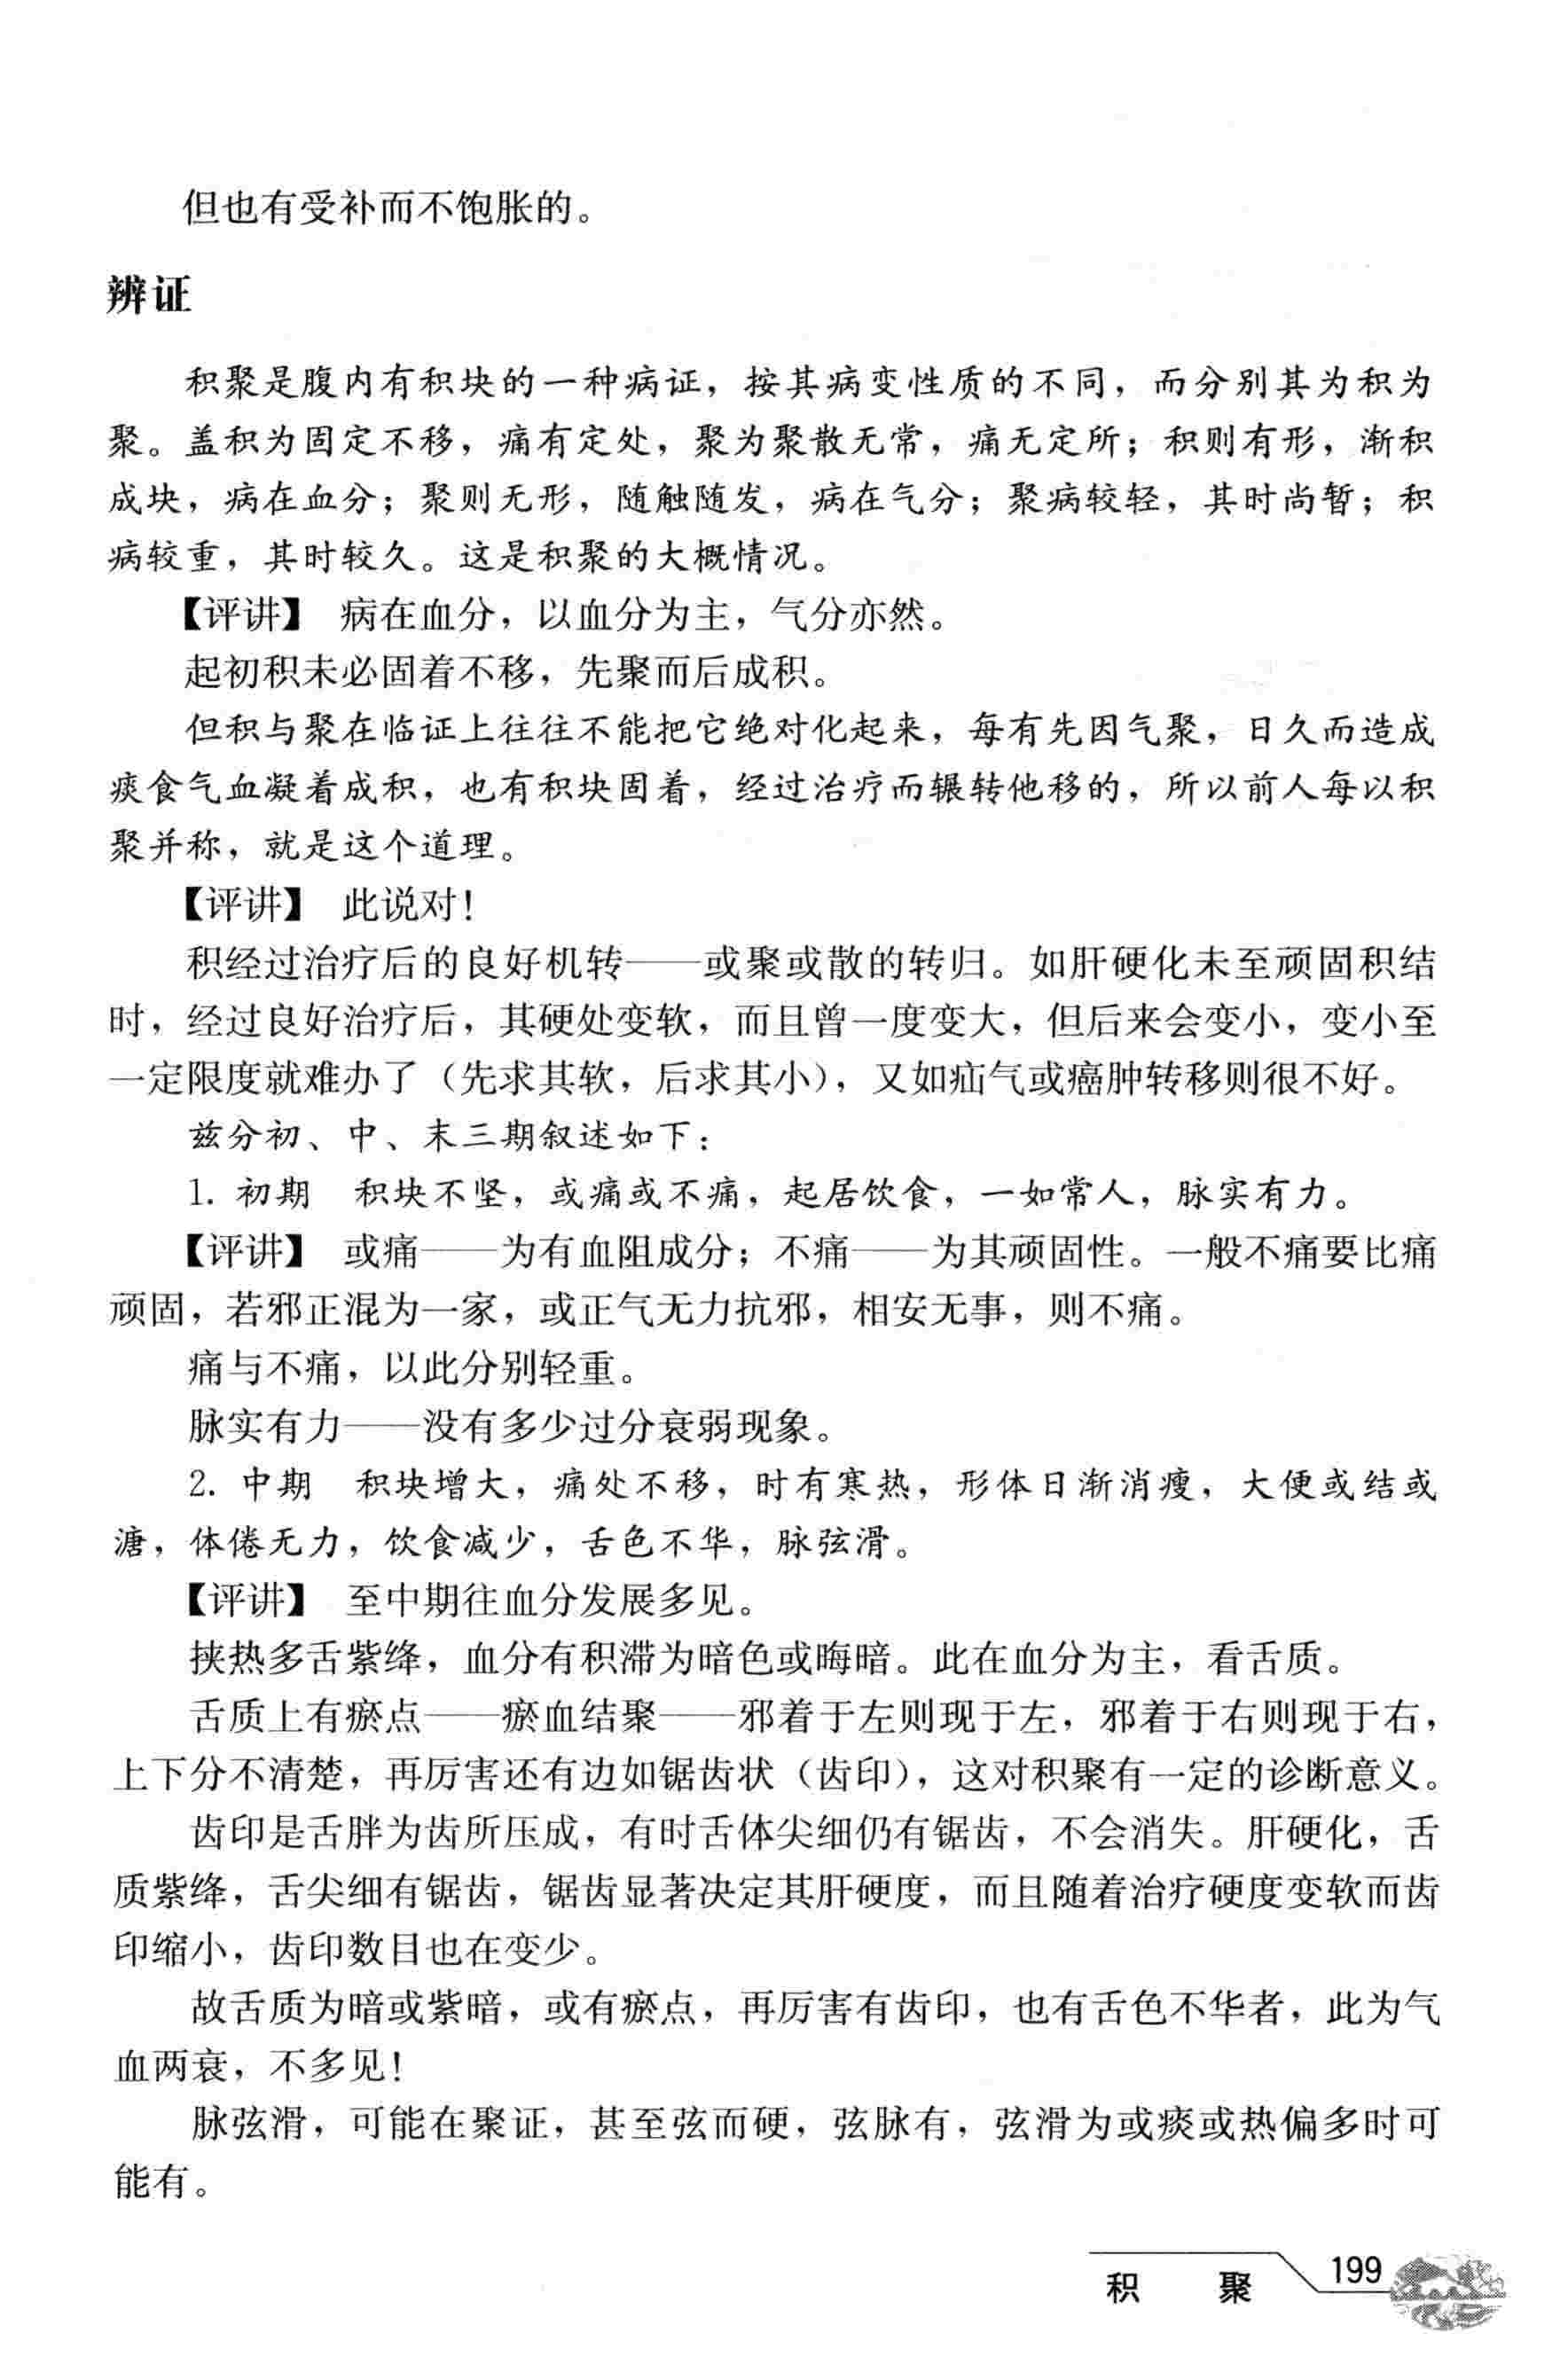 但也有受补而不饱胀的。
辨证
积聚是腹内有积块的一种病证，按其病变性质的不同，而分别其为积为
聚。盖积为固定不移，痛有定处，聚为聚散无常，痛无定所；积则有形，渐积
成块，病在血分；聚则无形，随触随发，病在气分；聚病较轻，其时尚暂；积
病较重，其时较久。这是积聚的大概情况。
【评讲】 病在血分，以血分为主，气分亦然。
起初积未必固着不移，先聚而后成积。
但积与聚在临证上往往不能把它绝对化起来，每有先因气聚，日久而造成
痰食气血凝着成积，也有积块固着，经过治疗而辗转他移的，所以前人每以积
聚并称，就是这个道理。
【评讲】 此说对！
积经过治疗后的良好机转——或聚或散的转归。如肝硬化未至顽固积结
时，经过良好治疗后，其硬处变软，而且曾一度变大，但后来会变小，变小至
一定限度就难办了（先求其软，后求其小），又如疝气或癌肿转移则很不好。
兹分初、中、末三期叙述如下：
1. 初期 积块不坚，或痛或不痛，起居饮食，一如常人，脉实有力。
【评讲】 或痛——为有血阻成分；不痛——为其顽固性。一般不痛要比痛
顽固，若邪正混为一家，或正气无力抗邪，相安无事，则不痛。
痛与不痛，以此分别轻重。
脉实有力——没有多少过分衰弱现象。
2. 中期 积块增大，痛处不移，时有寒热，形体日渐消瘦，大便或结或
溏，体倦无力，饮食减少，舌色不华，脉弦滑。
【评讲】 至中期往血分发展多见。
挟热多舌紫绛，血分有积滞为暗色或晦暗。此在血分为主，看舌质。
舌质上有瘀点——瘀血结聚——邪着于左则现于左，邪着于右则现于右，
上下分不清楚，再厉害还有边如锯齿状（齿印），这对积聚有一定的诊断意义。
齿印是舌胖为齿所压成，有时舌体尖细仍有锯齿，不会消失。肝硬化，舌
质紫绛，舌尖细有锯齿，锯齿显著决定其肝硬度，而且随着治疗硬度变软而齿
印缩小，齿印数目也在变少。
故舌质为暗或紫暗，或有瘀点，再厉害有齿印，也有舌色不华者，此为气
血两衰，不多见！
脉弦滑，可能在聚证，甚至弦而硬，弦脉有，弦滑为或痰或热偏多时可
能有。
积 聚 199